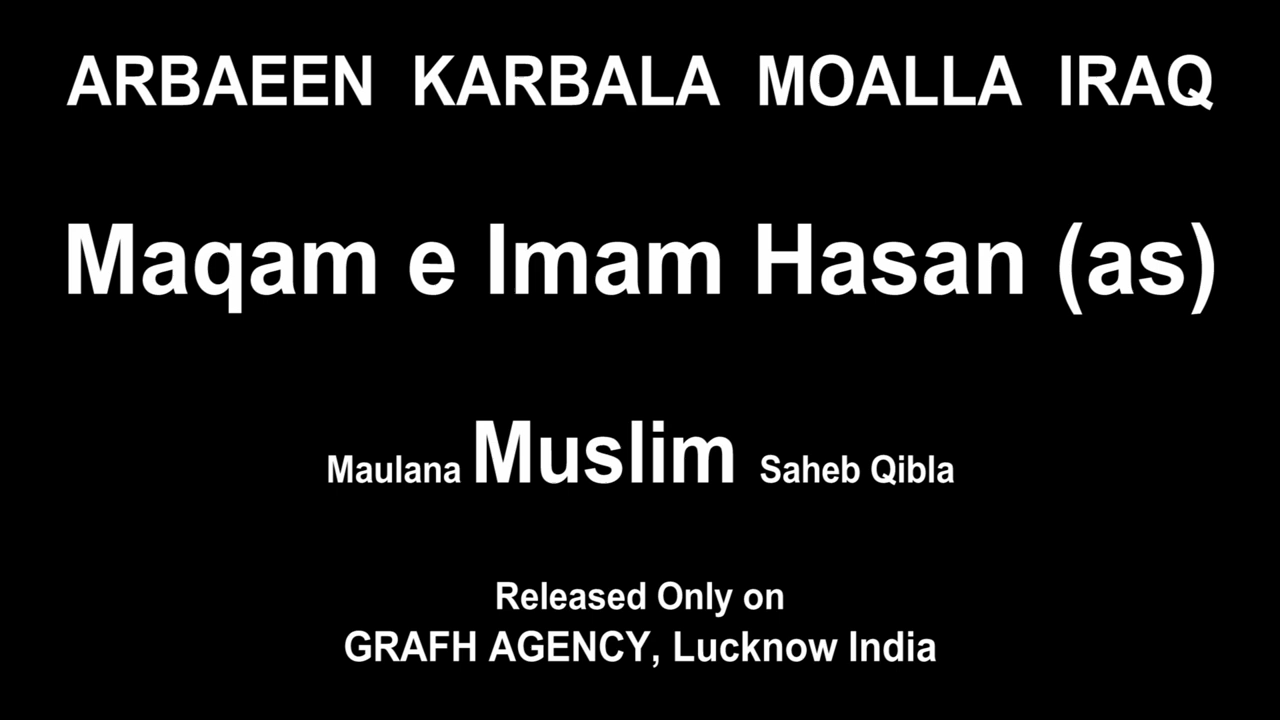 ARBAEEN KARBALA MOALLA IRAQ
Maqam e Imam Hasan (as)
Maulana Muslim Saheb Qibla
Released Only on
GRAFH AGENCY, Lucknow India